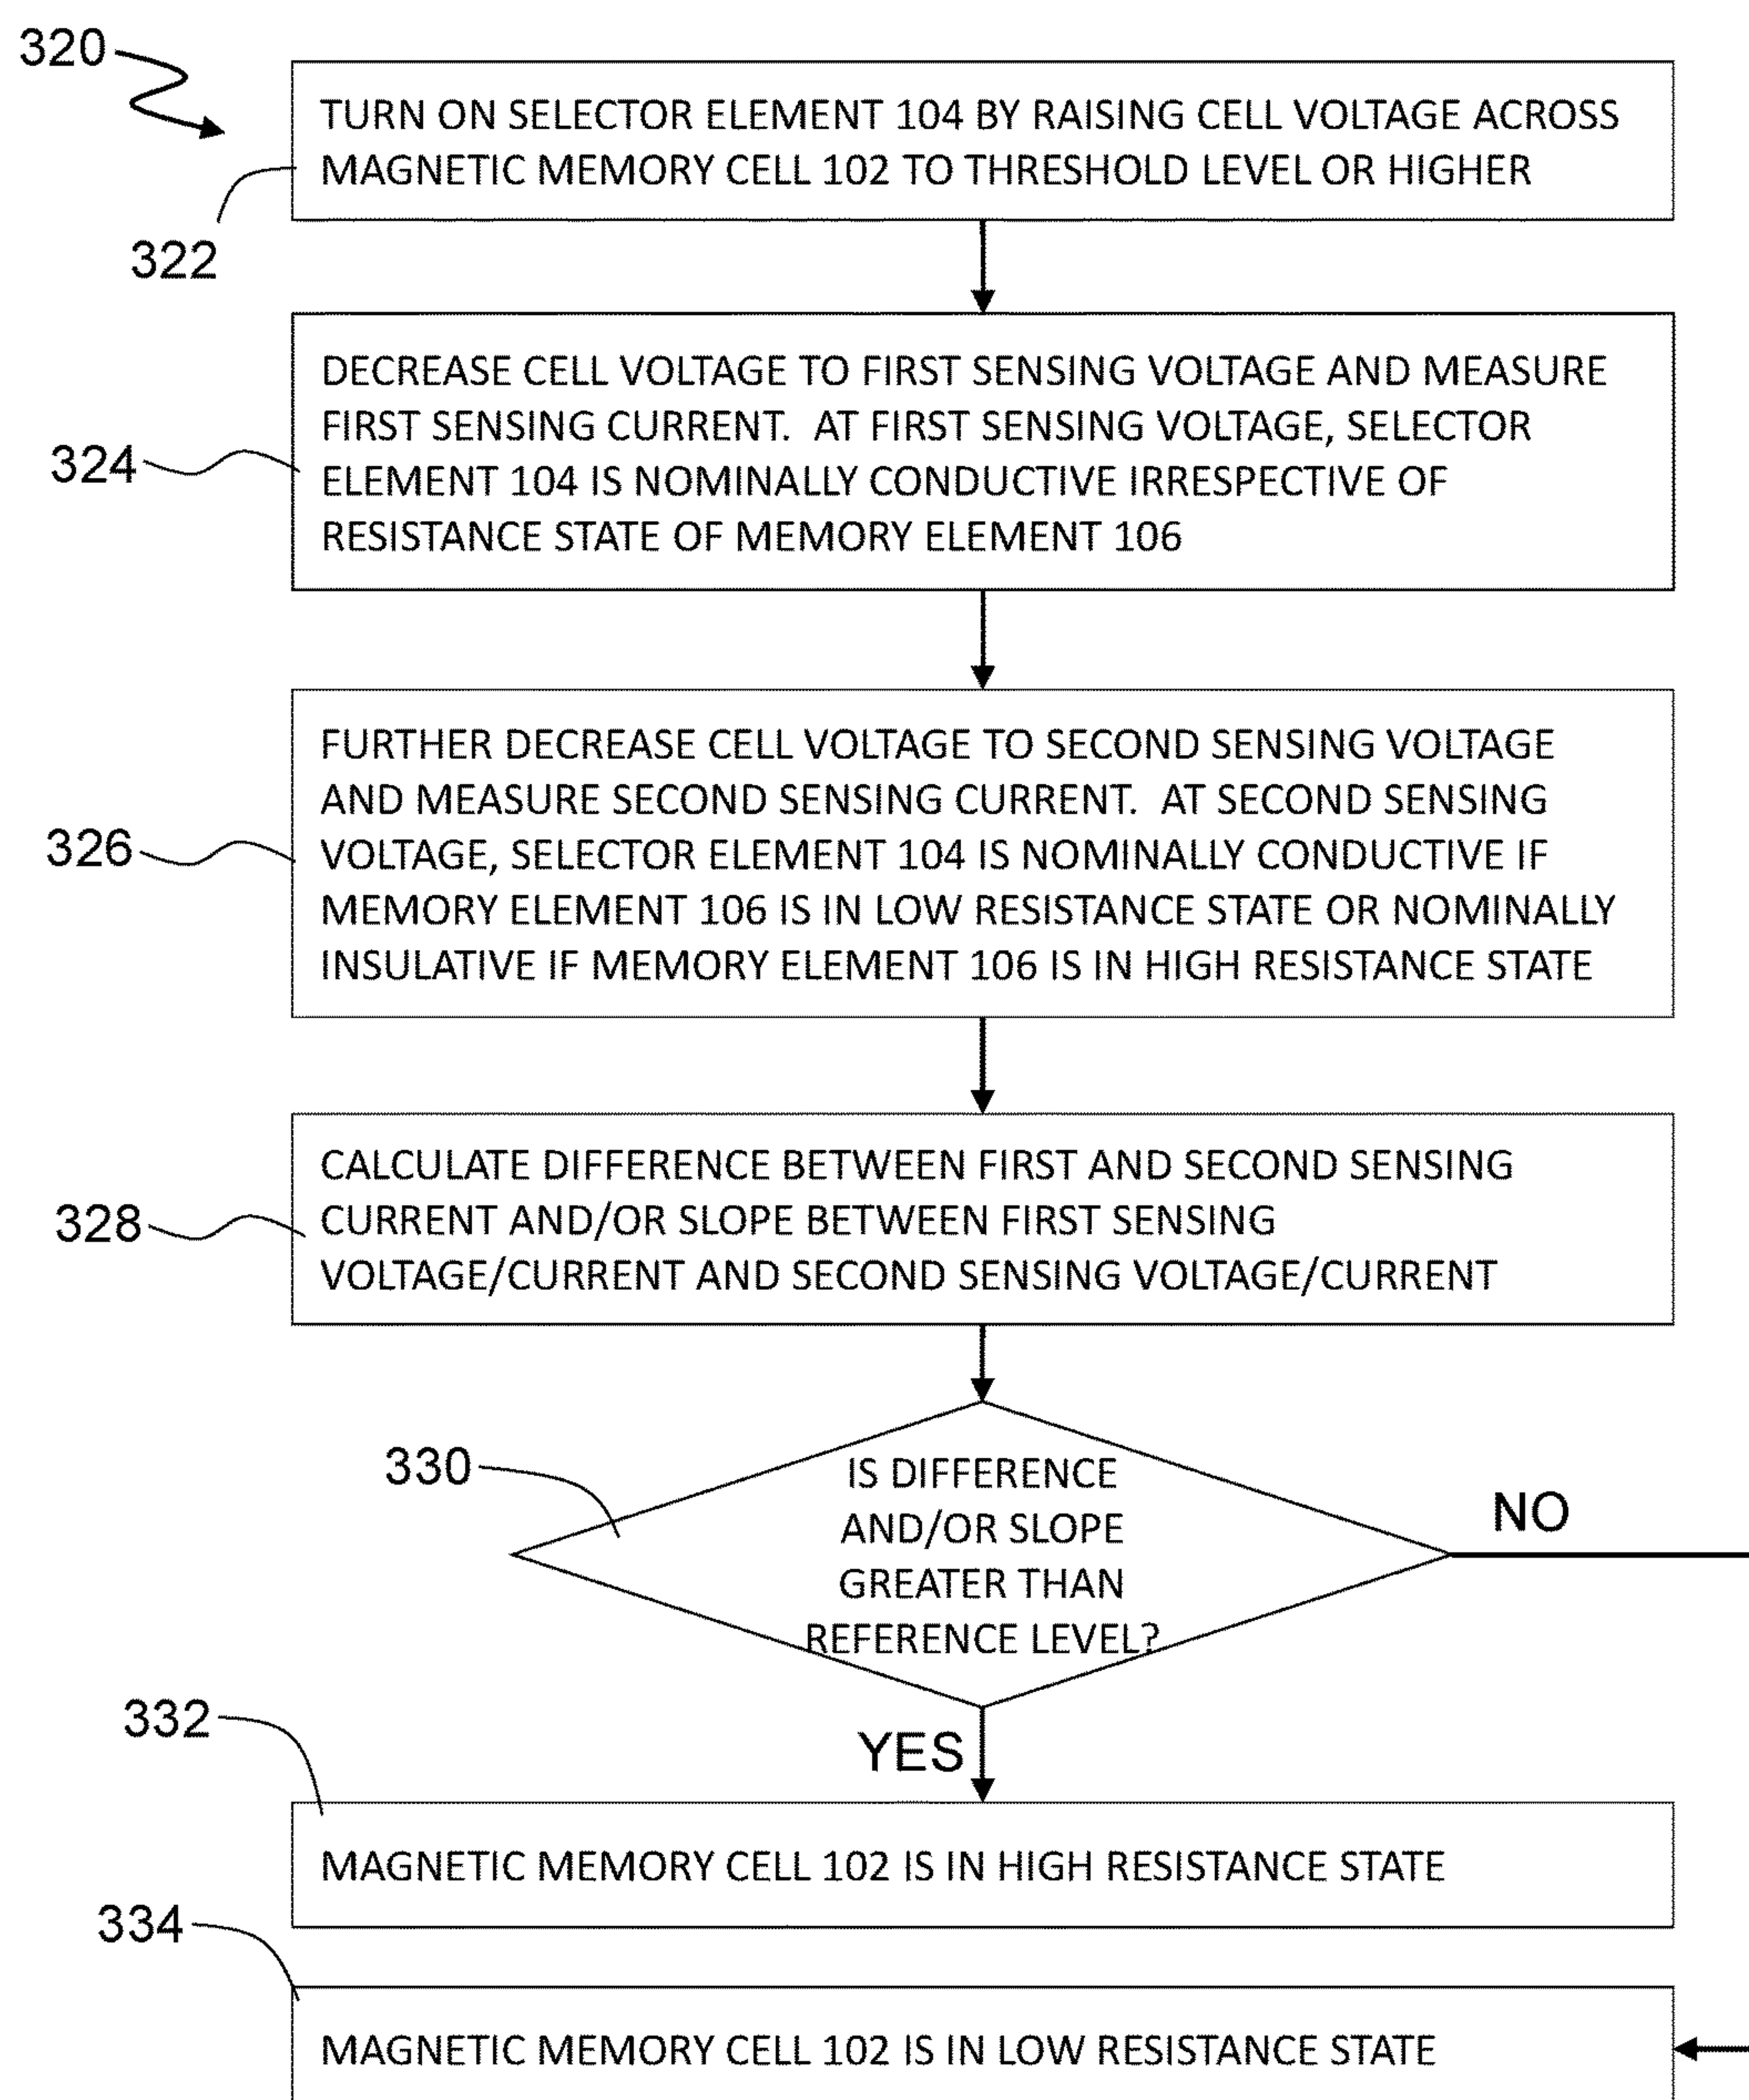 320
TURN ON SELECTOR ELEMENT 104 BY RAISING CELL VOLTAGE ACROSS
MAGNETIC MEMORY CELL 102 TO THRESHOLD LEVEL OR HIGHER
322
DECREASE CELL VOLTAGE TO FIRST SENSING VOLTAGE AND MEASURE
FIRST SENSING CURRENT.  AT FIRST SENSING VOLTAGE, SELECTOR
ELEMENT 104 IS NOMINALLY CONDUCTIVE IRRESPECTIVE OF
RESISTANCE STATE OF MEMORY ELEMENT 106
324
FURTHER DECREASE CELL VOLTAGE TO SECOND SENSING VOLTAGE
AND MEASURE SECOND SENSING CURRENT.  AT SECOND SENSING
VOLTAGE, SELECTOR ELEMENT 104 IS NOMINALLY CONDUCTIVE IF
MEMORY ELEMENT 106 IS IN LOW RESISTANCE STATE OR NOMINALLY
INSULATIVE IF MEMORY ELEMENT 106 IS IN HIGH RESISTANCE STATE
326
CALCULATE DIFFERENCE BETWEEN FIRST AND SECOND SENSING
CURRENT AND/OR SLOPE BETWEEN FIRST SENSING
VOLTAGE/CURRENT AND SECOND SENSING VOLTAGE/CURRENT
328
330
IS DIFFERENCE
AND/OR SLOPE
GREATER THAN
REFERENCE LEVEL?
NO
YES
332
MAGNETIC MEMORY CELL 102 IS IN HIGH RESISTANCE STATE
334
MAGNETIC MEMORY CELL 102 IS IN LOW RESISTANCE STATE